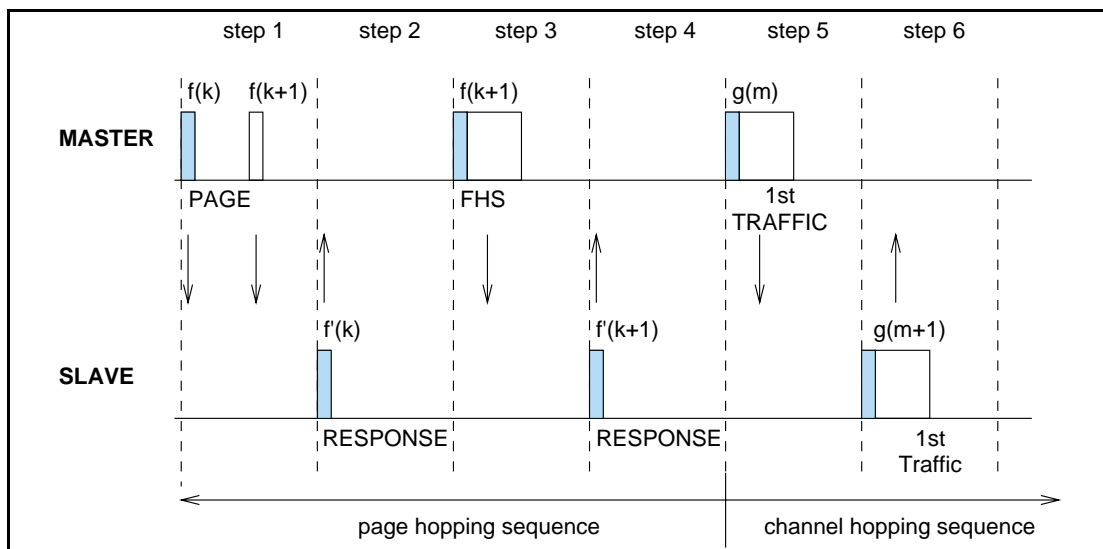 step 1 step 2 step 3 step 4 step 5 step 6
f(k) f(k+1) f(k+1) g(m)
MASTER
PAGE FHS 1st
TRAFFIC
f'(k) f'(k+1) g(m+1)
SLAVE
RESPONSE RESPONSE 1st
Traffic
page hopping sequence channel hopping sequence